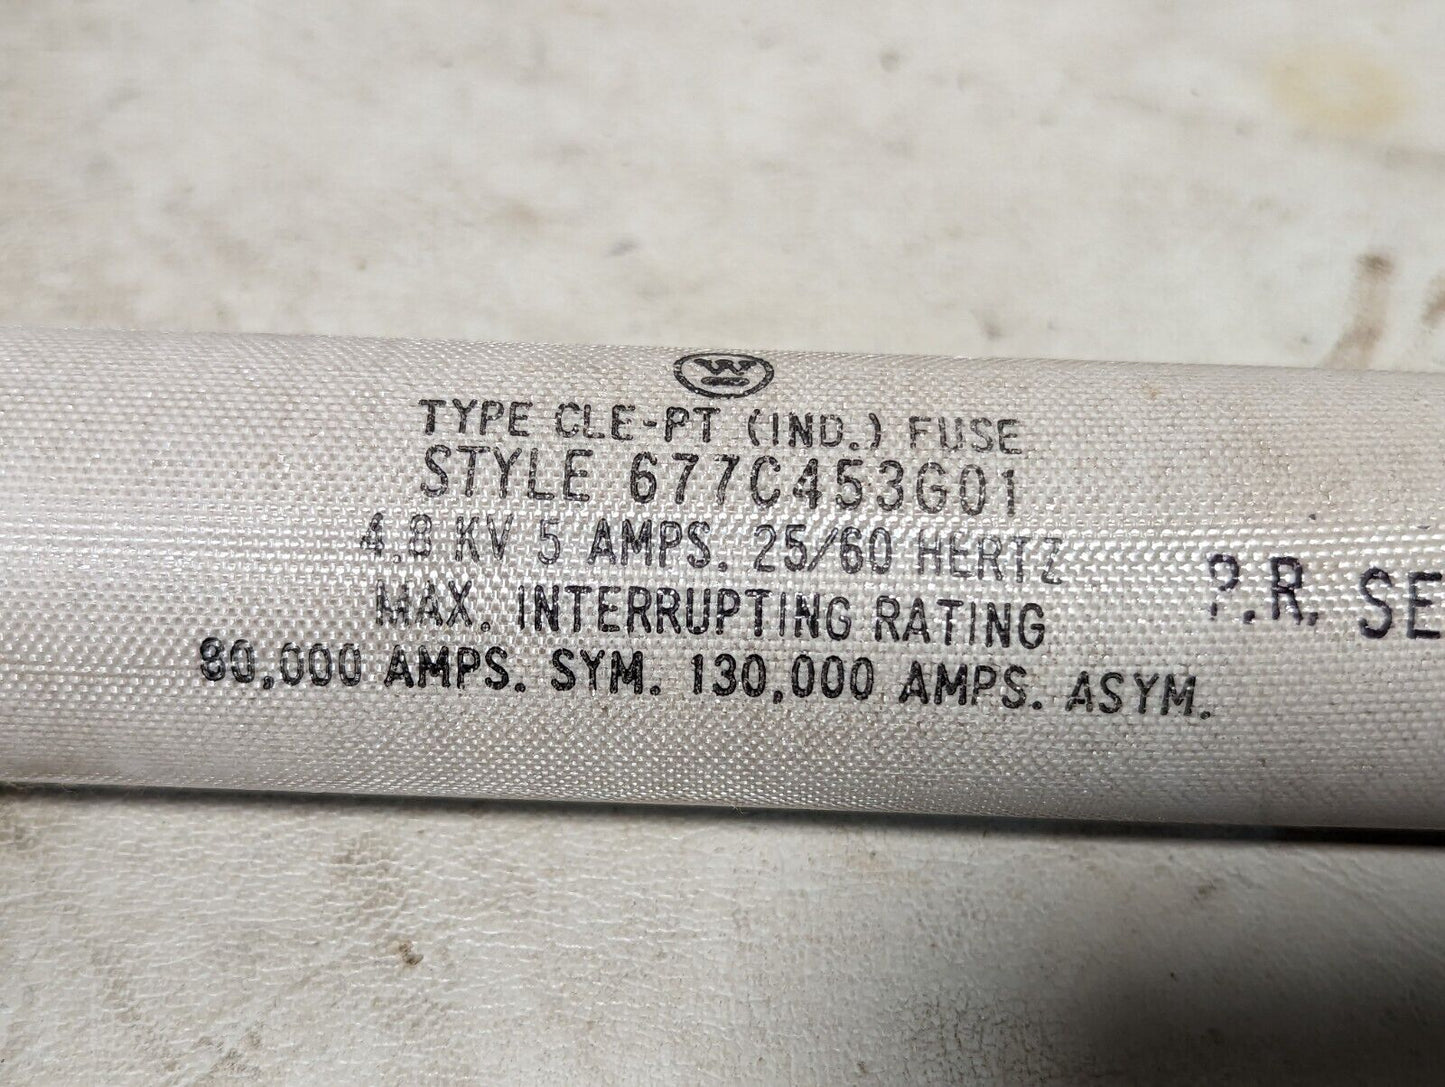 W
TYPE CLE-PT (IND.) FUSE
STYLE 677C453G01
4.8 KV 5 AMPS. 25/60 HERTZ
MAX. INTERRUPTING RATING
80,000 AMPS. SYM. 130,000 AMPS. ASYM.
P.R. SE